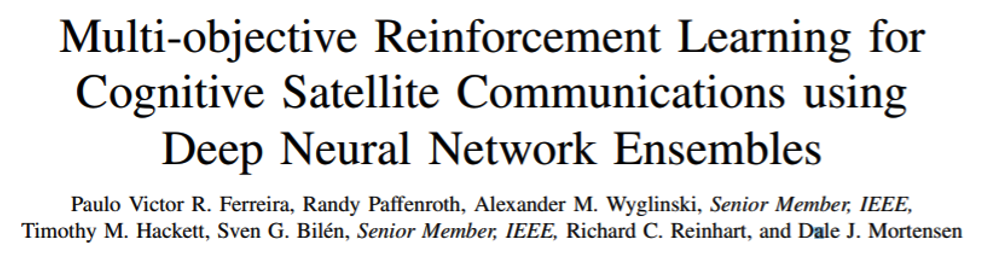 Multi-objective Reinforcement Learning for
Cognitive Satellite Communications using
Deep Neural Network Ensembles
Paulo Victor R. Ferreira, Randy Paffenroth, Alexander M. Wyglinski, Senior Member, IEEE,
Timothy M. Hackett, Sven G. Bilén, Senior Member, IEEE, Richard C. Reinhart, and Dale J. Mortensen